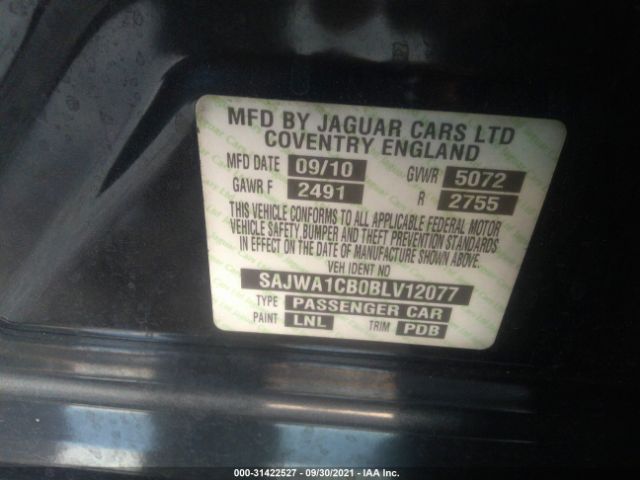 MFD BY JAGUAR CARS LTD
COVENTRY ENGLAND
MFD DATE 09/10 GVWR 5072
GAWR F 2491 R 2755
THIS VEHICLE CONFORMS TO ALL APPLICABLE FEDERAL MOTOR
VEHICLE SAFETY, BUMPER AND THEFT PREVENTION STANDARDS
IN EFFECT ON THE DATE OF MANUFACTURE SHOWN ABOVE.
VEH IDENT NO
SAJWA1CB0BLV12077
TYPE PASSENGER CAR
PAINT LNL TRIM PDB
000-31422527 - 09/30/2021 - IAA Inc.